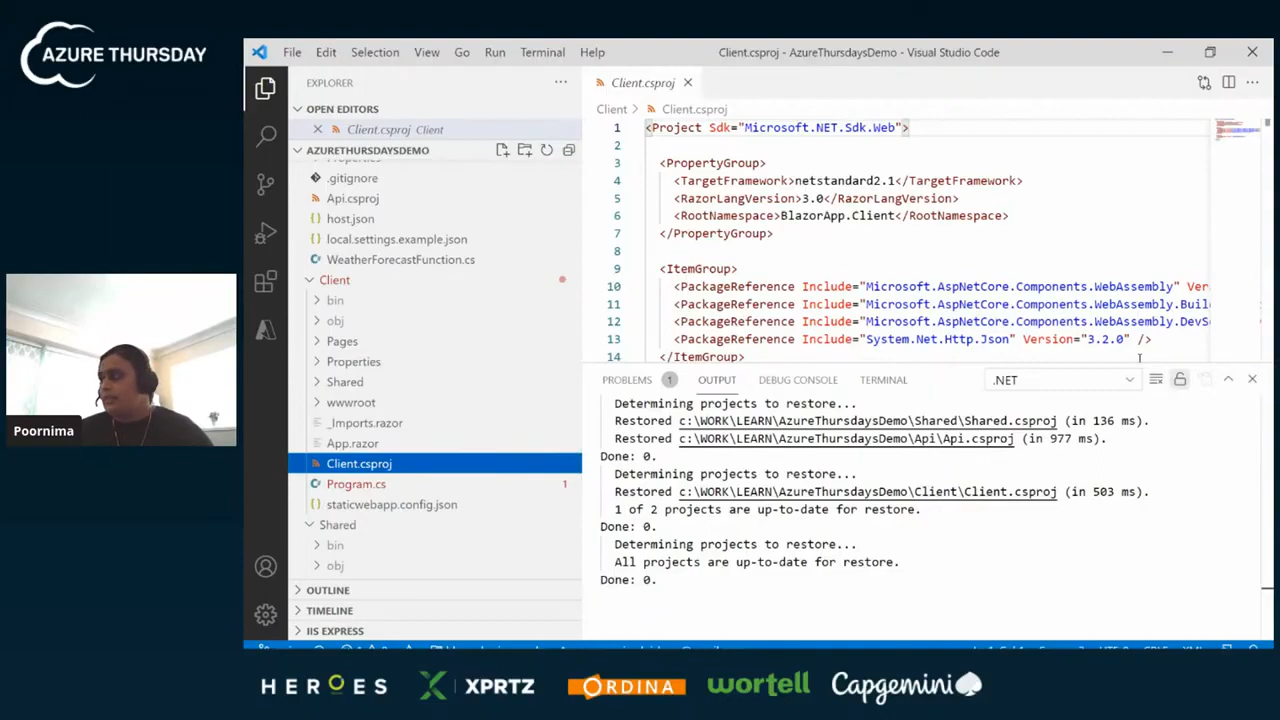 AZURE THURSDAY
File Edit Selection View Go Run Terminal Help
Client.csproj - AzureThursdaysDemo - Visual Studio Code
EXPLORER
OPEN EDITORS
Client.csproj Client
AZURETHURSDAYSDEMO
Properties
.gitignore
Api.csproj
host.json
local.settings.example.json
WeatherForecastFunction.cs
Client
bin
obj
Pages
Properties
Shared
wwwroot
_Imports.razor
App.razor
Client.csproj
Program.cs 1
staticwebapp.config.json
Shared
bin
obj
OUTLINE
TIMELINE
IIS EXPRESS
Client.csproj
Client > Client.csproj
1 <Project Sdk="Microsoft.NET.Sdk.Web">
2
3 <PropertyGroup>
4 <TargetFramework>netstandard2.1</TargetFramework>
5 <RazorLangVersion>3.0</RazorLangVersion>
6 <RootNamespace>BlazorApp.Client</RootNamespace>
7 </PropertyGroup>
8
9 <ItemGroup>
10 <PackageReference Include="Microsoft.AspNetCore.Components.WebAssembly" Ver
11 <PackageReference Include="Microsoft.AspNetCore.Components.WebAssembly.Buil
12 <PackageReference Include="Microsoft.AspNetCore.Components.WebAssembly.DevS
13 <PackageReference Include="System.Net.Http.Json" Version="3.2.0" />
14 </ItemGroup>
PROBLEMS 1 OUTPUT DEBUG CONSOLE TERMINAL .NET
Determining projects to restore...
Restored c:\WORK\LEARN\AzureThursdaysDemo\Shared\Shared.csproj (in 136 ms).
Restored c:\WORK\LEARN\AzureThursdaysDemo\Api\Api.csproj (in 977 ms).
Done: 0.
Determining projects to restore...
Restored c:\WORK\LEARN\AzureThursdaysDemo\Client\Client.csproj (in 503 ms).
1 of 2 projects are up-to-date for restore.
Done: 0.
Determining projects to restore...
All projects are up-to-date for restore.
Done: 0.
Poornima
HEROES XPRTZ ORDINA wortell Capgemini